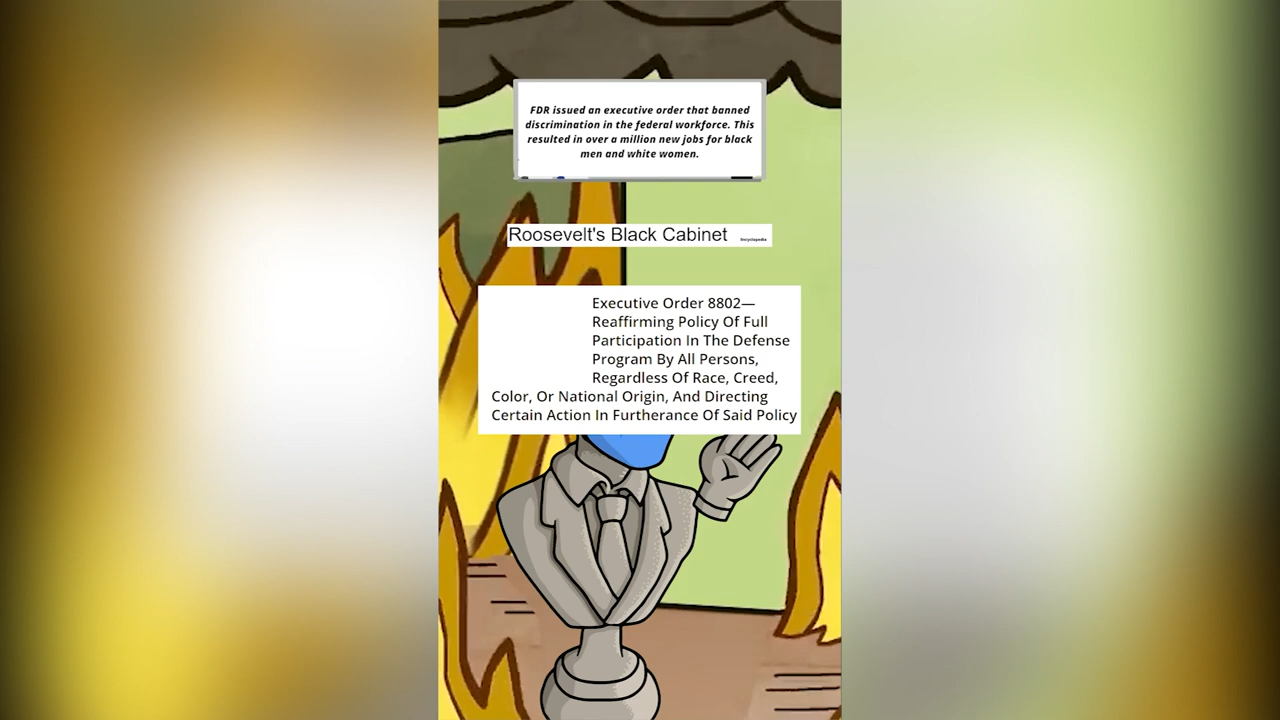 FDR issued an executive order that banned
discrimination in the federal workforce. This
resulted in over a million new jobs for black
men and white women.
Roosevelt's Black Cabinet
Encyclopedia
Executive Order 8802—
Reaffirming Policy Of Full
Participation In The Defense
Program By All Persons,
Regardless Of Race, Creed,
Color, Or National Origin, And Directing
Certain Action In Furtherance Of Said Policy